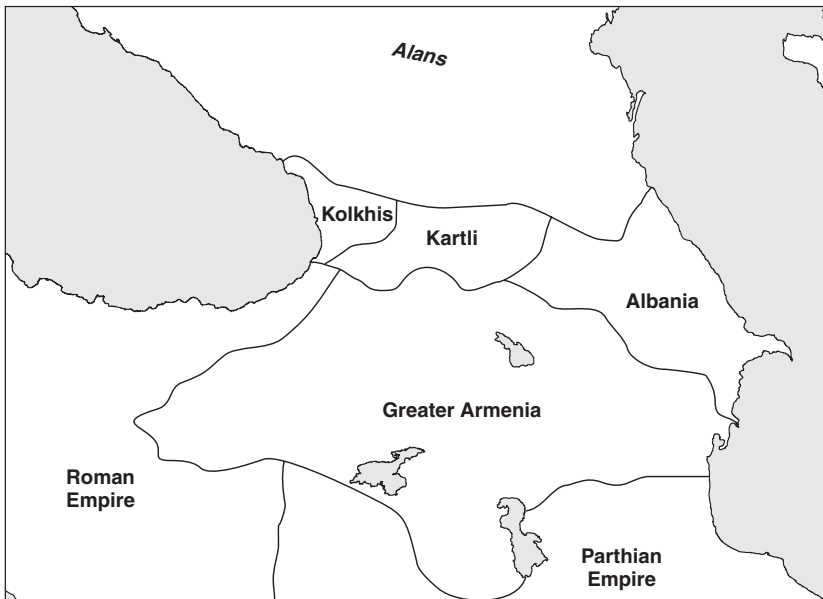 Alans
Kolkhis
Kartli
Albania
Greater Armenia
Roman
Empire
Parthian
Empire